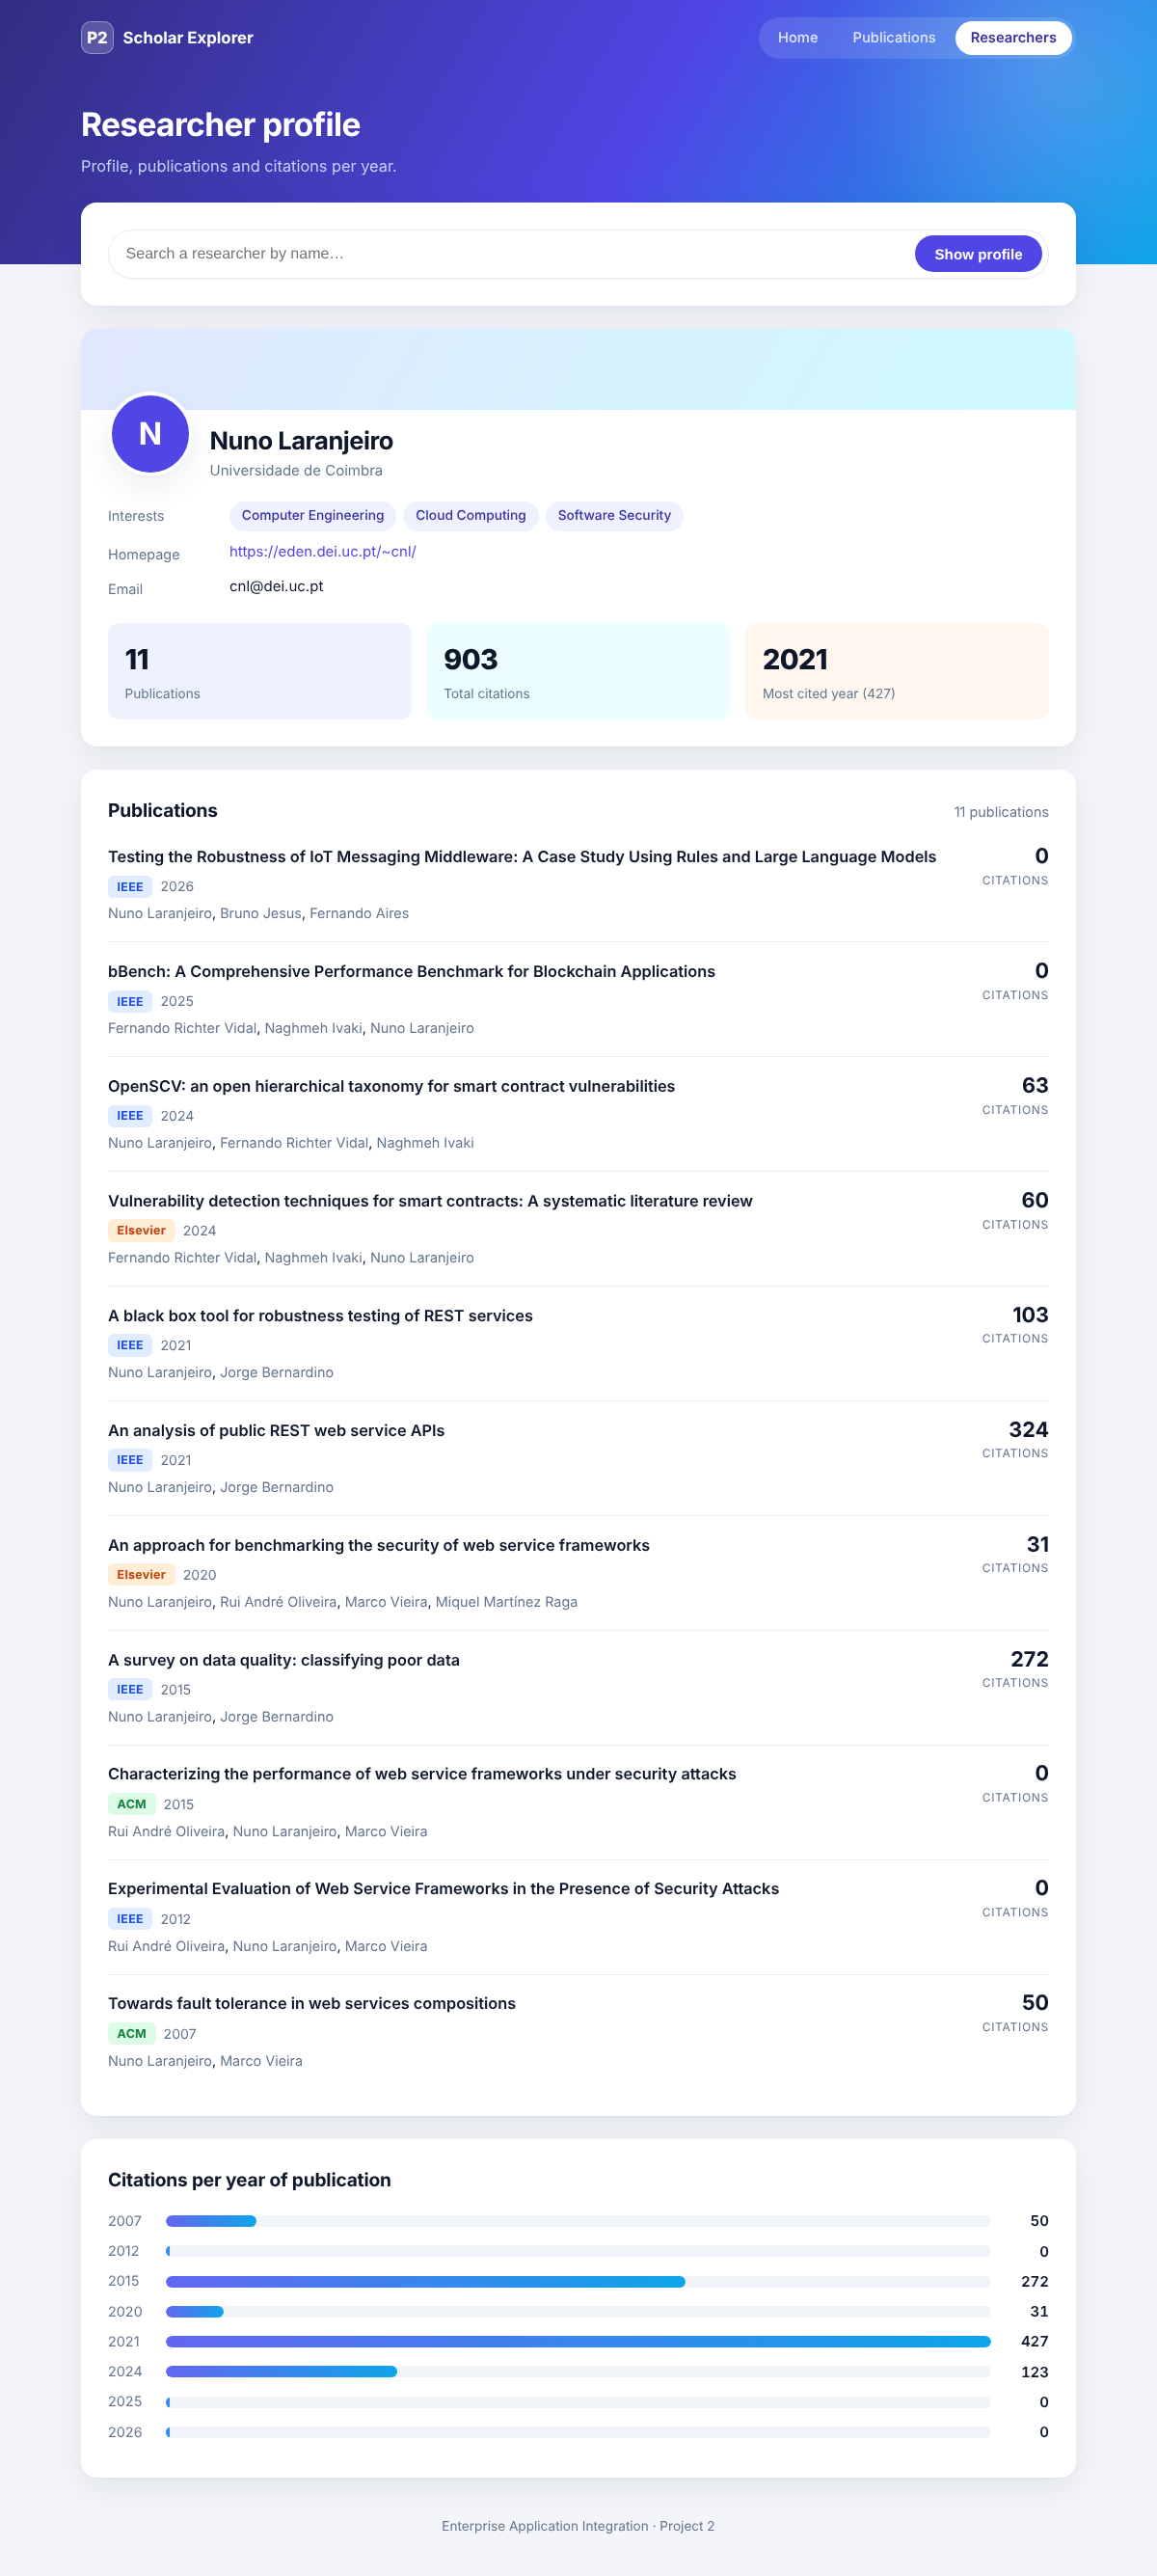 P2 Scholar Explorer
Home Publications Researchers
Researcher profile
Profile, publications and citations per year.
Search a researcher by name... Show profile
N
Nuno Laranjeiro
Universidade de Coimbra
Interests Computer Engineering Cloud Computing Software Security
Homepage https://eden.dei.uc.pt/~cnl/
Email cnl@dei.uc.pt
11 903 2021
Publications Total citations Most cited year (427)
Publications 11 publications
Testing the Robustness of IoT Messaging Middleware: A Case Study Using Rules and Large Language Models 0
IEEE 2026 CITATIONS
Nuno Laranjeiro, Bruno Jesus, Fernando Aires
bBench: A Comprehensive Performance Benchmark for Blockchain Applications 0
IEEE 2025 CITATIONS
Fernando Richter Vidal, Naghmeh Ivaki, Nuno Laranjeiro
OpenSCV: an open hierarchical taxonomy for smart contract vulnerabilities 63
IEEE 2024 CITATIONS
Nuno Laranjeiro, Fernando Richter Vidal, Naghmeh Ivaki
Vulnerability detection techniques for smart contracts: A systematic literature review 60
Elsevier 2024 CITATIONS
Fernando Richter Vidal, Naghmeh Ivaki, Nuno Laranjeiro
A black box tool for robustness testing of REST services 103
IEEE 2021 CITATIONS
Nuno Laranjeiro, Jorge Bernardino
An analysis of public REST web service APIs 324
IEEE 2021 CITATIONS
Nuno Laranjeiro, Jorge Bernardino
An approach for benchmarking the security of web service frameworks 31
Elsevier 2020 CITATIONS
Nuno Laranjeiro, Rui André Oliveira, Marco Vieira, Miquel Martínez Raga
A survey on data quality: classifying poor data 272
IEEE 2015 CITATIONS
Nuno Laranjeiro, Jorge Bernardino
Characterizing the performance of web service frameworks under security attacks 0
ACM 2015 CITATIONS
Rui André Oliveira, Nuno Laranjeiro, Marco Vieira
Experimental Evaluation of Web Service Frameworks in the Presence of Security Attacks 0
IEEE 2012 CITATIONS
Rui André Oliveira, Nuno Laranjeiro, Marco Vieira
Towards fault tolerance in web services compositions 50
ACM 2007 CITATIONS
Nuno Laranjeiro, Marco Vieira
Citations per year of publication
2007 50
2012 0
2015 272
2020 31
2021 427
2024 123
2025 0
2026 0
Enterprise Application Integration · Project 2